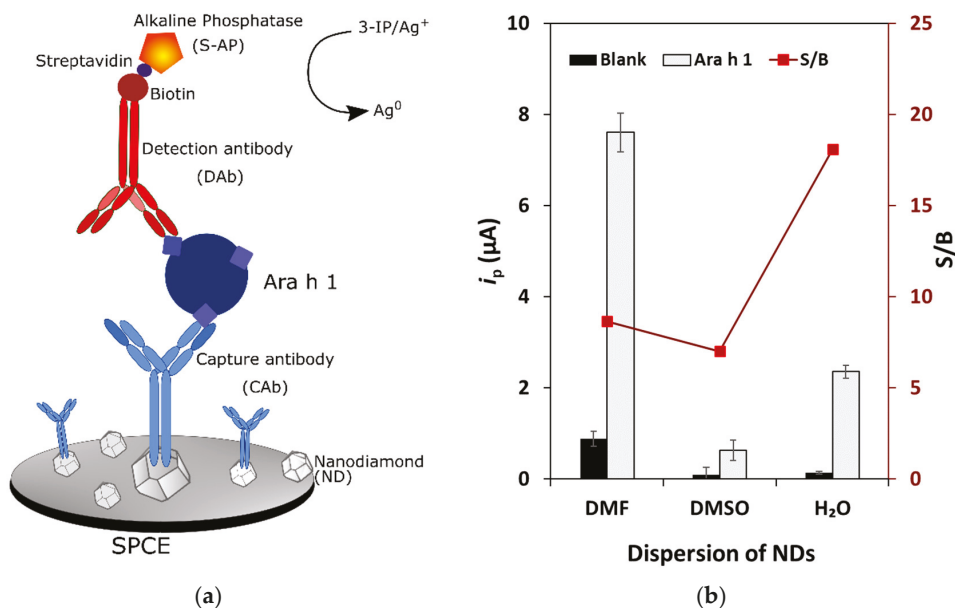 Alkaline Phosphatase
(S-AP)
Streptavidin
Biotin
3-IP/Ag⁺
Ag⁰
Detection antibody
(DAb)
Ara h 1
Capture antibody
(CAb)
Nanodiamond
(ND)
SPCE
(a)
Blank
Ara h 1
S/B
10
8
6
4
2
0
iₚ (µA)
25
20
15
10
5
0
S/B
DMF
DMSO
H₂O
Dispersion of NDs
(b)